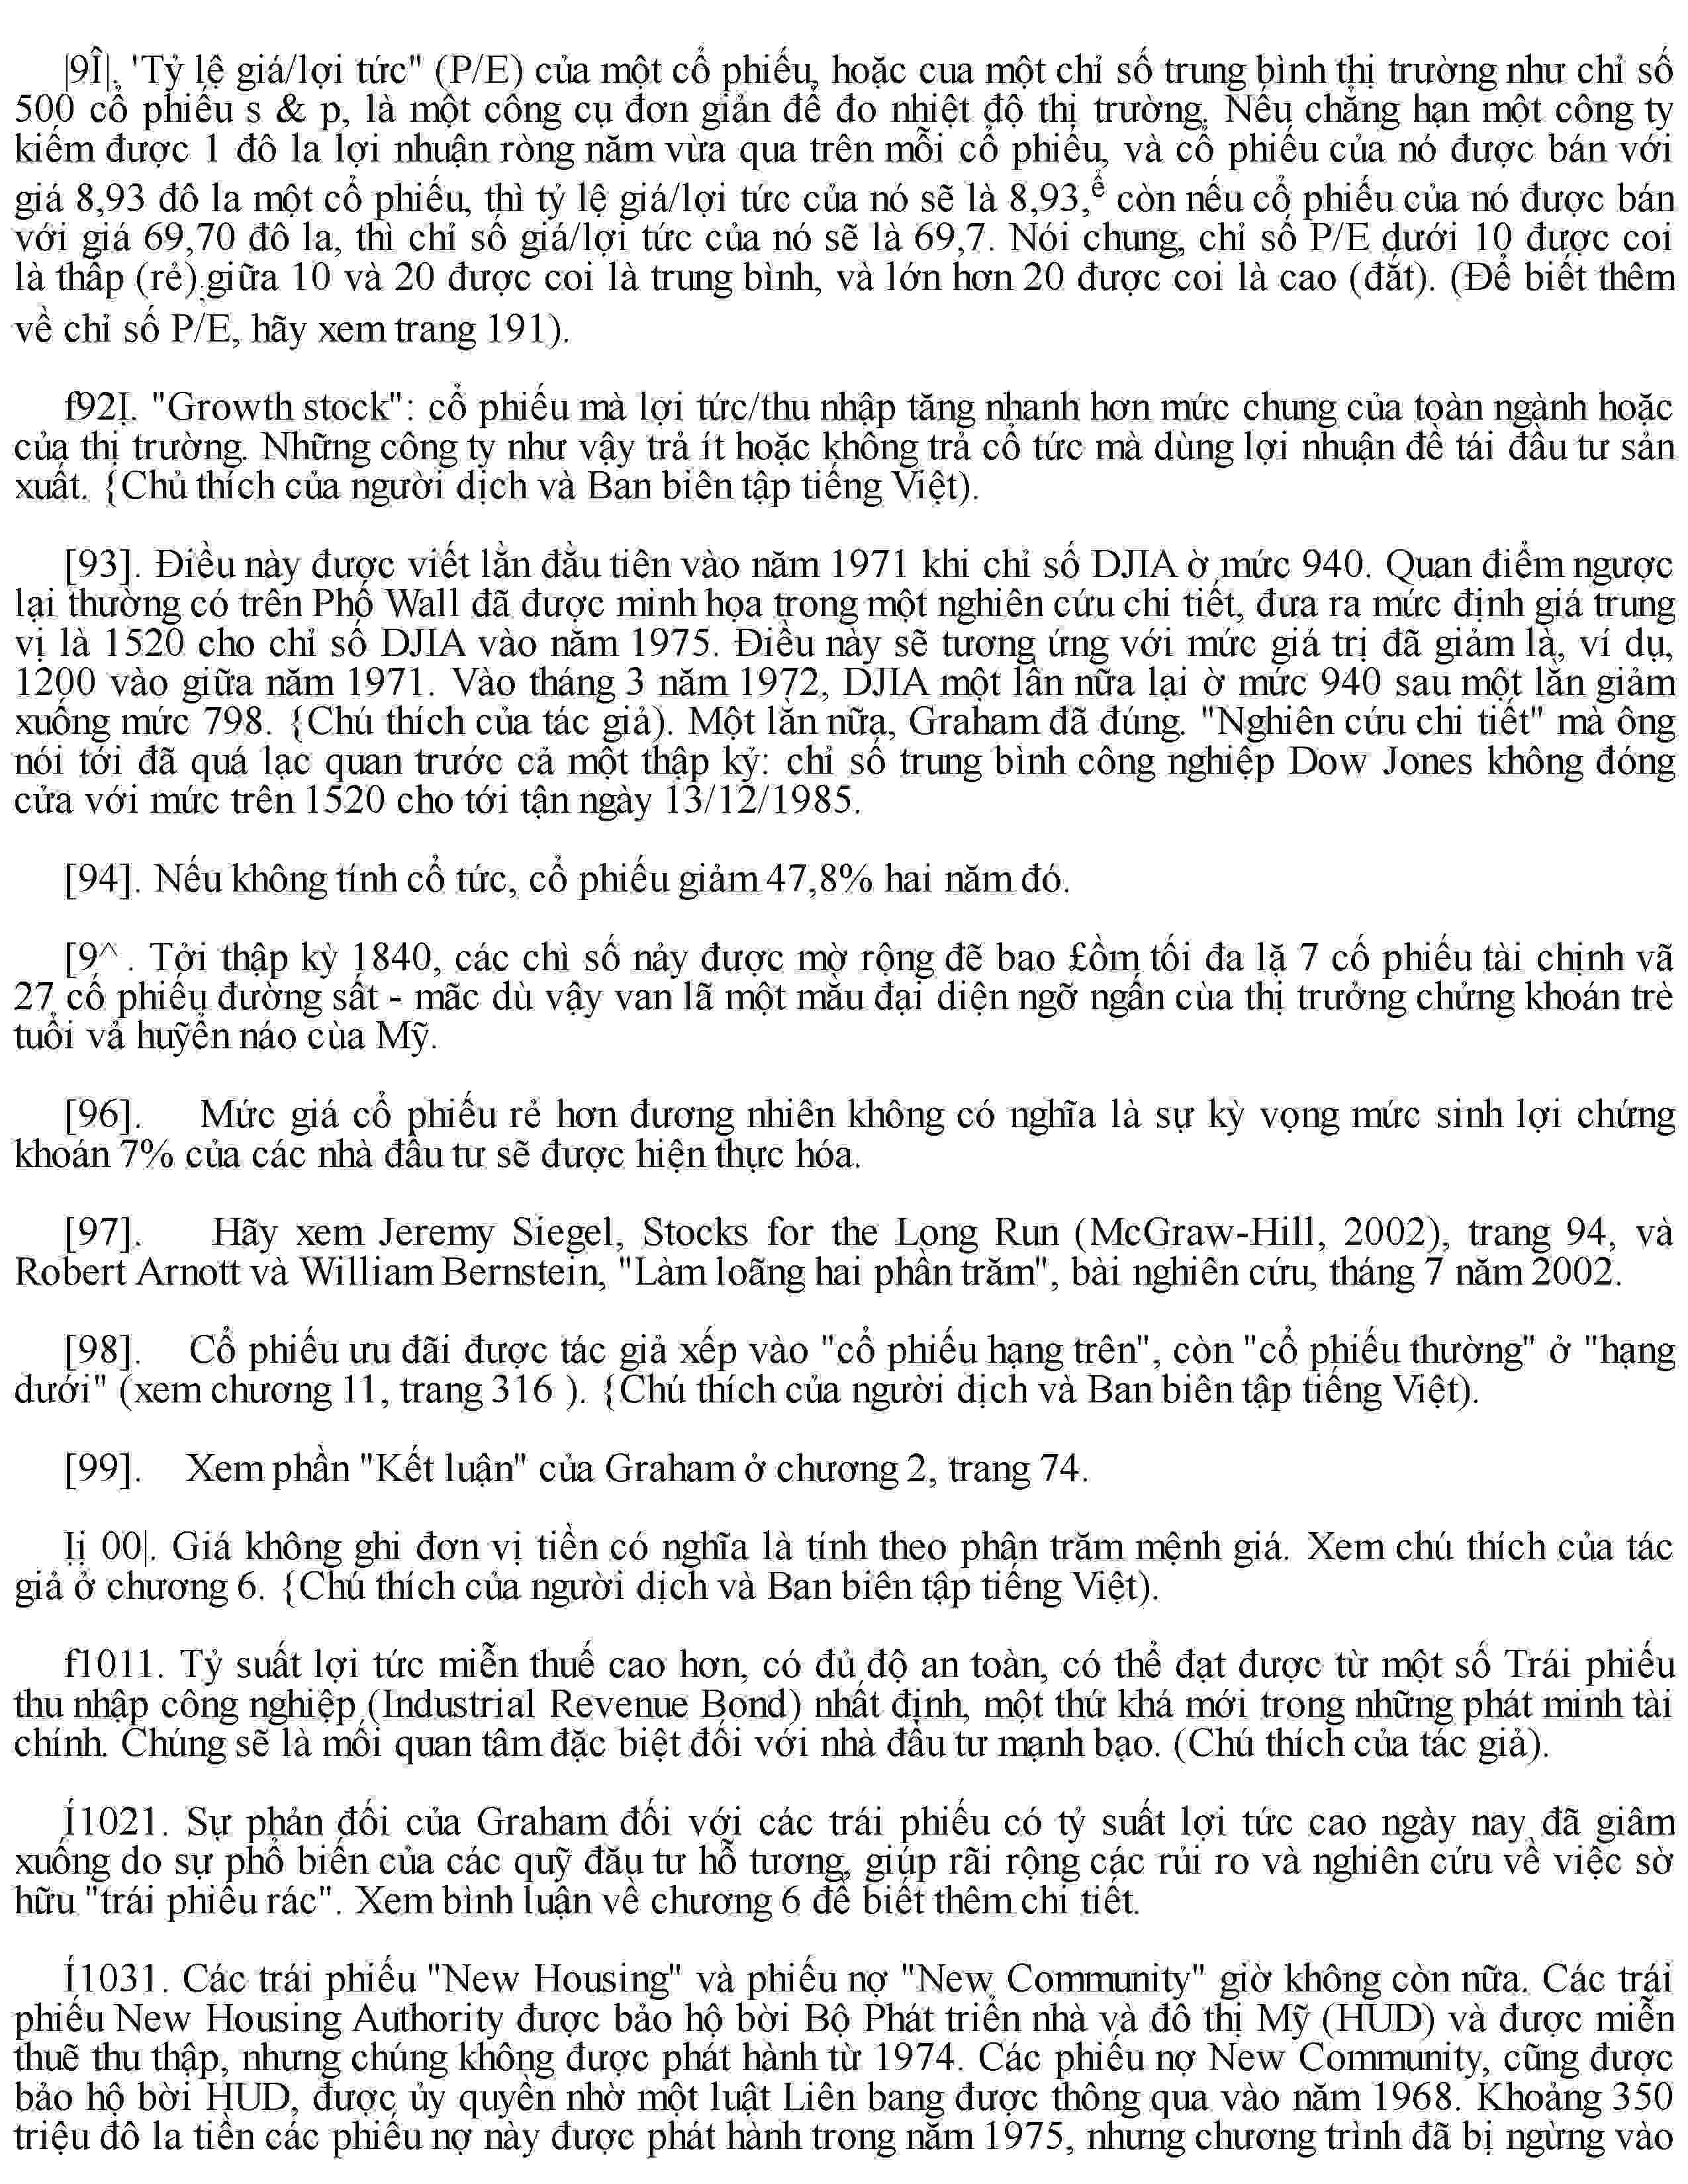 |9Î|. 'Tỷ lệ giá/lợi tức" (P/E) của một cổ phiếu, hoặc cua một chỉ số trung bình thị trường như chỉ số
500 cổ phiếu s & p, là một công cụ đơn giản để đo nhiệt độ thị trường. Nếu chẳng hạn một công ty
kiếm được 1 đô la lợi nhuận ròng năm vừa qua trên mỗi cổ phiếu, và cổ phiếu của nó được bán với
giá 8,93 đô la một cổ phiếu, thì tỷ lệ giá/lợi tức của nó sẽ là 8,93,ể còn nếu cổ phiếu của nó được bán
với giá 69,70 đô la, thì chỉ số giá/lợi tức của nó sẽ là 69,7. Nói chung, chỉ số P/E dưới 10 được coi
là thấp (rẻ);giữa 10 và 20 được coi là trung bình, và lớn hơn 20 được coi là cao (đắt). (Để biết thêm
về chỉ số P/E, hãy xem trang 191).
f92Ị. "Growth stock": cổ phiếu mà lợi tức/thu nhập tăng nhanh hơn mức chung của toàn ngành hoặc
của thị trường. Những công ty như vậy trả ít hoặc không trả cổ tức mà dùng lợi nhuận để tái đầu tư sản
xuất. {Chủ thích của người dịch và Ban biên tập tiếng Việt).
[93]. Điều này được viết lằn đằu tiên vào năm 1971 khi chỉ số DJIA ờ mức 940. Quan điểm ngược
lại thường có trên Phố Wall đã được minh họa trong một nghiên cứu chi tiết, đưa ra mức định giá trung
vị là 1520 cho chỉ số DJIA vào năm 1975. Điều này sẽ tương ứng với mức giá trị đã giảm là, ví dụ,
1200 vào giữa năm 1971. Vào tháng 3 năm 1972, DJIA một lần nữa lại ờ mức 940 sau một lằn giảm
xuống mức 798. {Chú thích của tác giả). Một lằn nữa, Graham đã đúng. "Nghiên cứu chi tiết" mà ông
nói tới đã quá lạc quan trước cả một thập kỷ: chỉ số trung bình công nghiệp Dow Jones không đóng
cửa với mức trên 1520 cho tới tận ngày 13/12/1985.
[94]. Nếu không tính cổ tức, cổ phiếu giảm 47,8% hai năm đó.
[9^ . Tởi thập kỳ 1840, các chì số nảy được mờ rộng đẽ bao £ồm tối đa lặ 7 cố phiếu tài chịnh vã
27 cố phiếu đường sất - mãc dù vậy van lã một mẫu đại diện ngỡ ngấn cùa thị trưởng chửng khoán trè
tuổi vả huỹển náo cùa Mỹ.
[96]. Mức giá cổ phiếu rẻ hơn đương nhiên không có nghĩa là sự kỳ vọng mức sinh lợi chứng
khoán 7% của các nhà đầu tư sẽ được hiện thực hóa.
[97]. Hãy xem Jeremy Siegel, Stocks for the Long Run (McGraw-Hill, 2002), trang 94, và
Robert Arnott và William Bernstein, "Làm loãng hai phần trăm", bài nghiên cứu, tháng 7 năm 2002.
[98]. Cổ phiếu ưu đãi được tác giả xếp vào "cổ phiếu hạng trên", còn "cổ phiếu thường" ở "hạng
dưới" (xem chương 11, trang 316 ). {Chú thích của người dịch và Ban biên tập tiếng Việt).
[99]. Xem phần "Kết luận" của Graham ở chương 2, trang 74.
Iị 00|. Giá không ghi đơn vị tiền có nghĩa là tính theo phận trăm mệnh giá. Xem chú thích của tác
giả ở chương 6. {Chú thích của người dịch và Ban biên tập tiếng Việt).
f1011. Tỷ suất lợi tức miễn thuế cao hơn, có đủ độ an toàn, có thể đạt được từ một số Trái phiếu
thu nhập công nghiệp (Industrial Revenue Bond) nhất định, một thứ khá mới trong những phát minh tài
chính. Chúng sẽ là mối quan tâm đặc biệt đối với nhà đầu tư mạnh bạo. (Chú thích của tác giả).
Í1021. Sự phản đối của Graham đối với các trái phiếu có tỷ suất lợi tức cao ngày nay đã giâm
xuống do sự phổ biến của các quỹ đầu tư hỗ tương, giúp rãi rộng các rủi ro và nghiên cứu về việc sờ
hữu "trái phiếu rác". Xem bình luận về chương 6 để biết thêm chi tiết.
Í1031. Các trái phiếu "New Housing" và phiếu nợ "New Community" giờ không còn nữa. Các trái
phiếu New Housing Authority được bảo hộ bời Bộ Phát triển nhà và đô thị Mỹ (HUD) và được miễn
thuẽ thu thập, nhưng chúng không được phát hành từ 1974. Các phiếu nợ New Community, cũng được
bảo hộ bời HUD, được ủy quyền nhờ một luật Liên bang được thông qua vào năm 1968. Khoảng 350
triệu đô la tiền các phiếu nợ này được phát hành trong năm 1975, nhưng chương trình đã bị ngừng vào